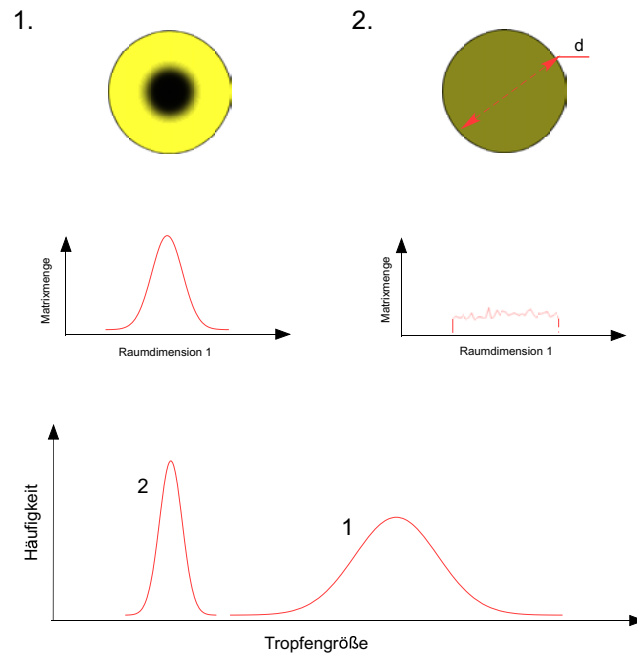 1.
2.
d
Matrixmenge
Raumdimension 1
Matrixmenge
Raumdimension 1
Häufigkeit
2
1
Tropfengröße